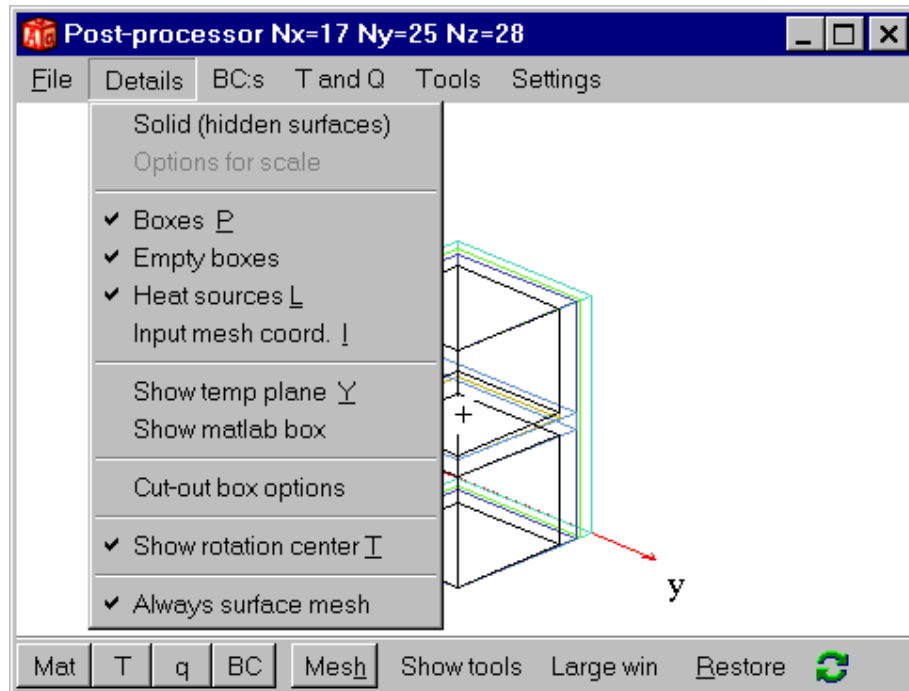 Post-processor Nx=17 Ny=25 Nz=28
File Details BC:s T and Q Tools Settings
Solid (hidden surfaces)
Options for scale
Boxes P
Empty boxes
Heat sources L
Input mesh coord. I
Show temp plane Y
Show matlab box
Cut-out box options
Show rotation center T
Always surface mesh
y
Mat T q BC Mesh Show tools Large win Restore